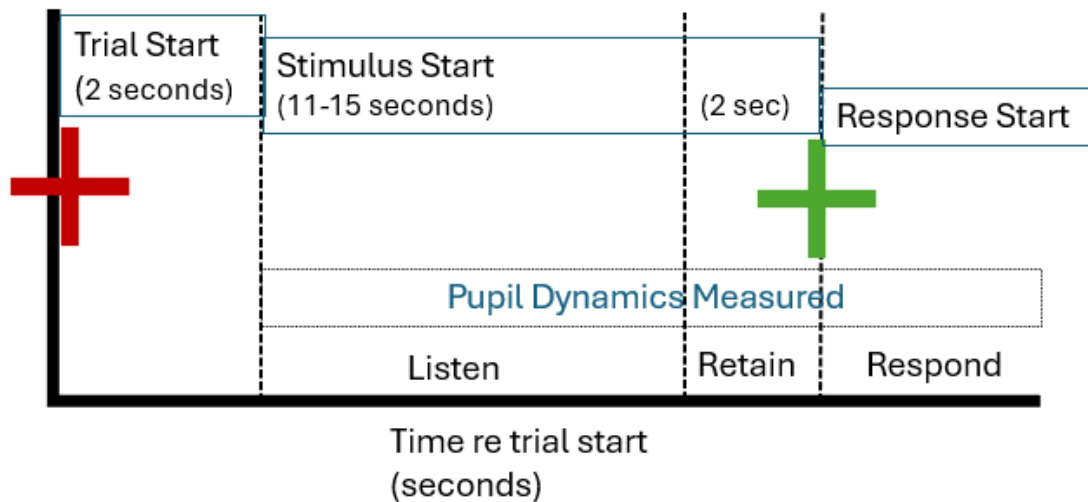 Trial Start
(2 seconds)
Stimulus Start
(11-15 seconds)
(2 sec)
Response Start
Pupil Dynamics Measured
Listen
Retain
Respond
Time re trial start
(seconds)